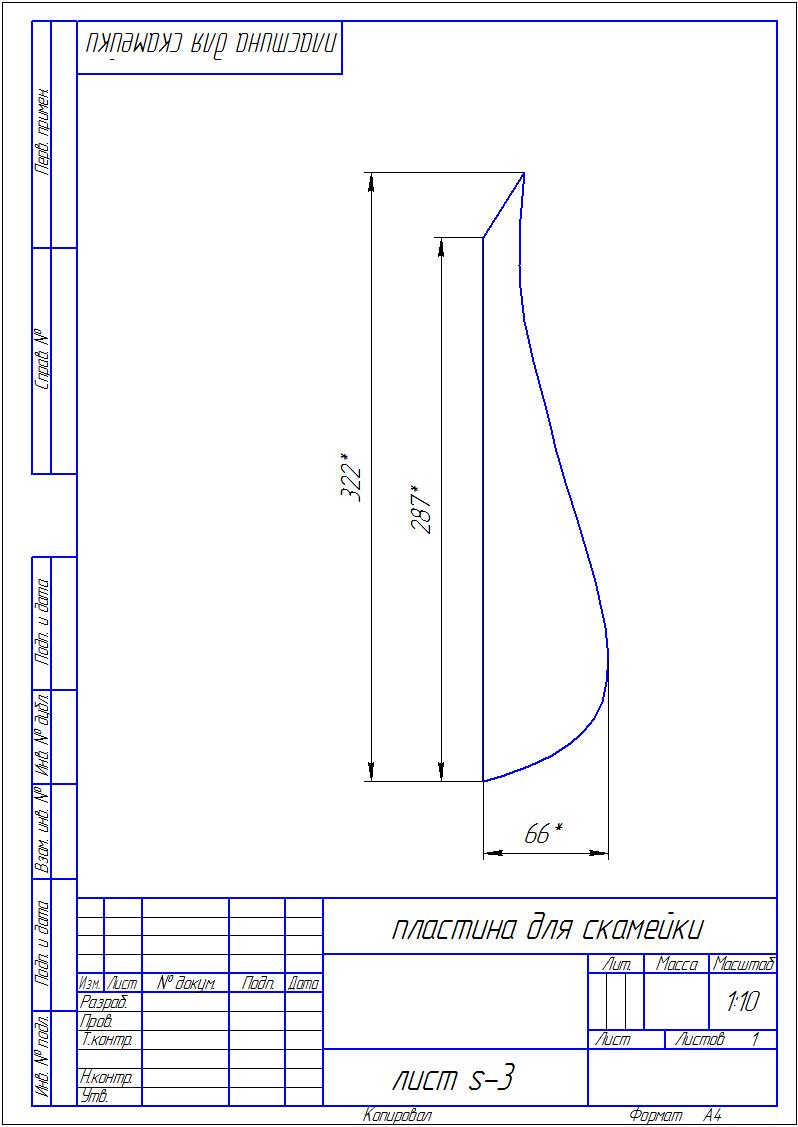 пластина для скамейки
Перв. примен.
Справ. №
322*
287*
66*
Подп. и дата
Инв. № дубл.
Взам. инв. №
Подп. и дата
Инв. № подл.
пластина для скамейки
Изм. Лист № докум. Подп. Дата
Разраб.
Пров.
Т.контр.
Н.контр.
Утв.
Лит. Масса Масштаб
1:10
Лист Листов 1
лист s-3
Копировал Формат А4